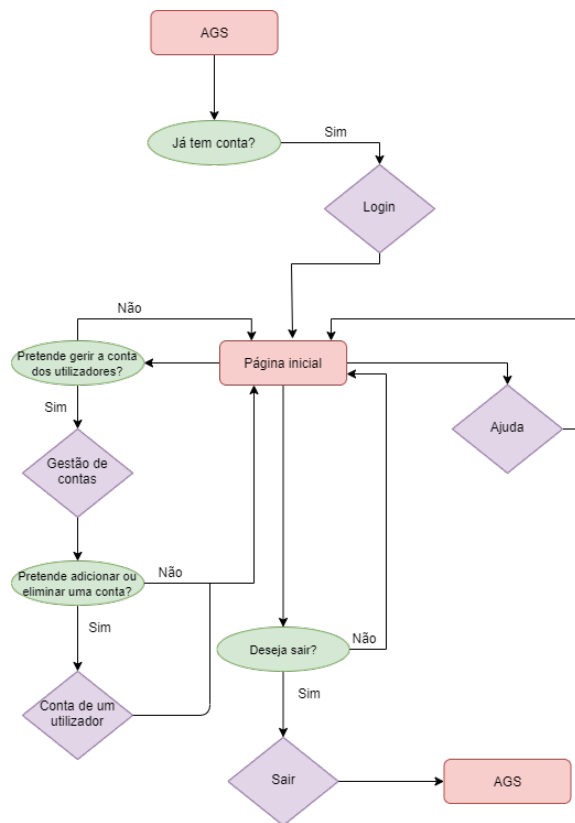 AGS
Já tem conta?
Sim
Login
Não
Pretende gerir a conta
dos utilizadores?
Página inicial
Sim
Ajuda
Gestão de
contas
Pretende adicionar ou
eliminar uma conta?
Não
Sim
Deseja sair?
Não
Conta de um
utilizador
Sim
Sair
AGS